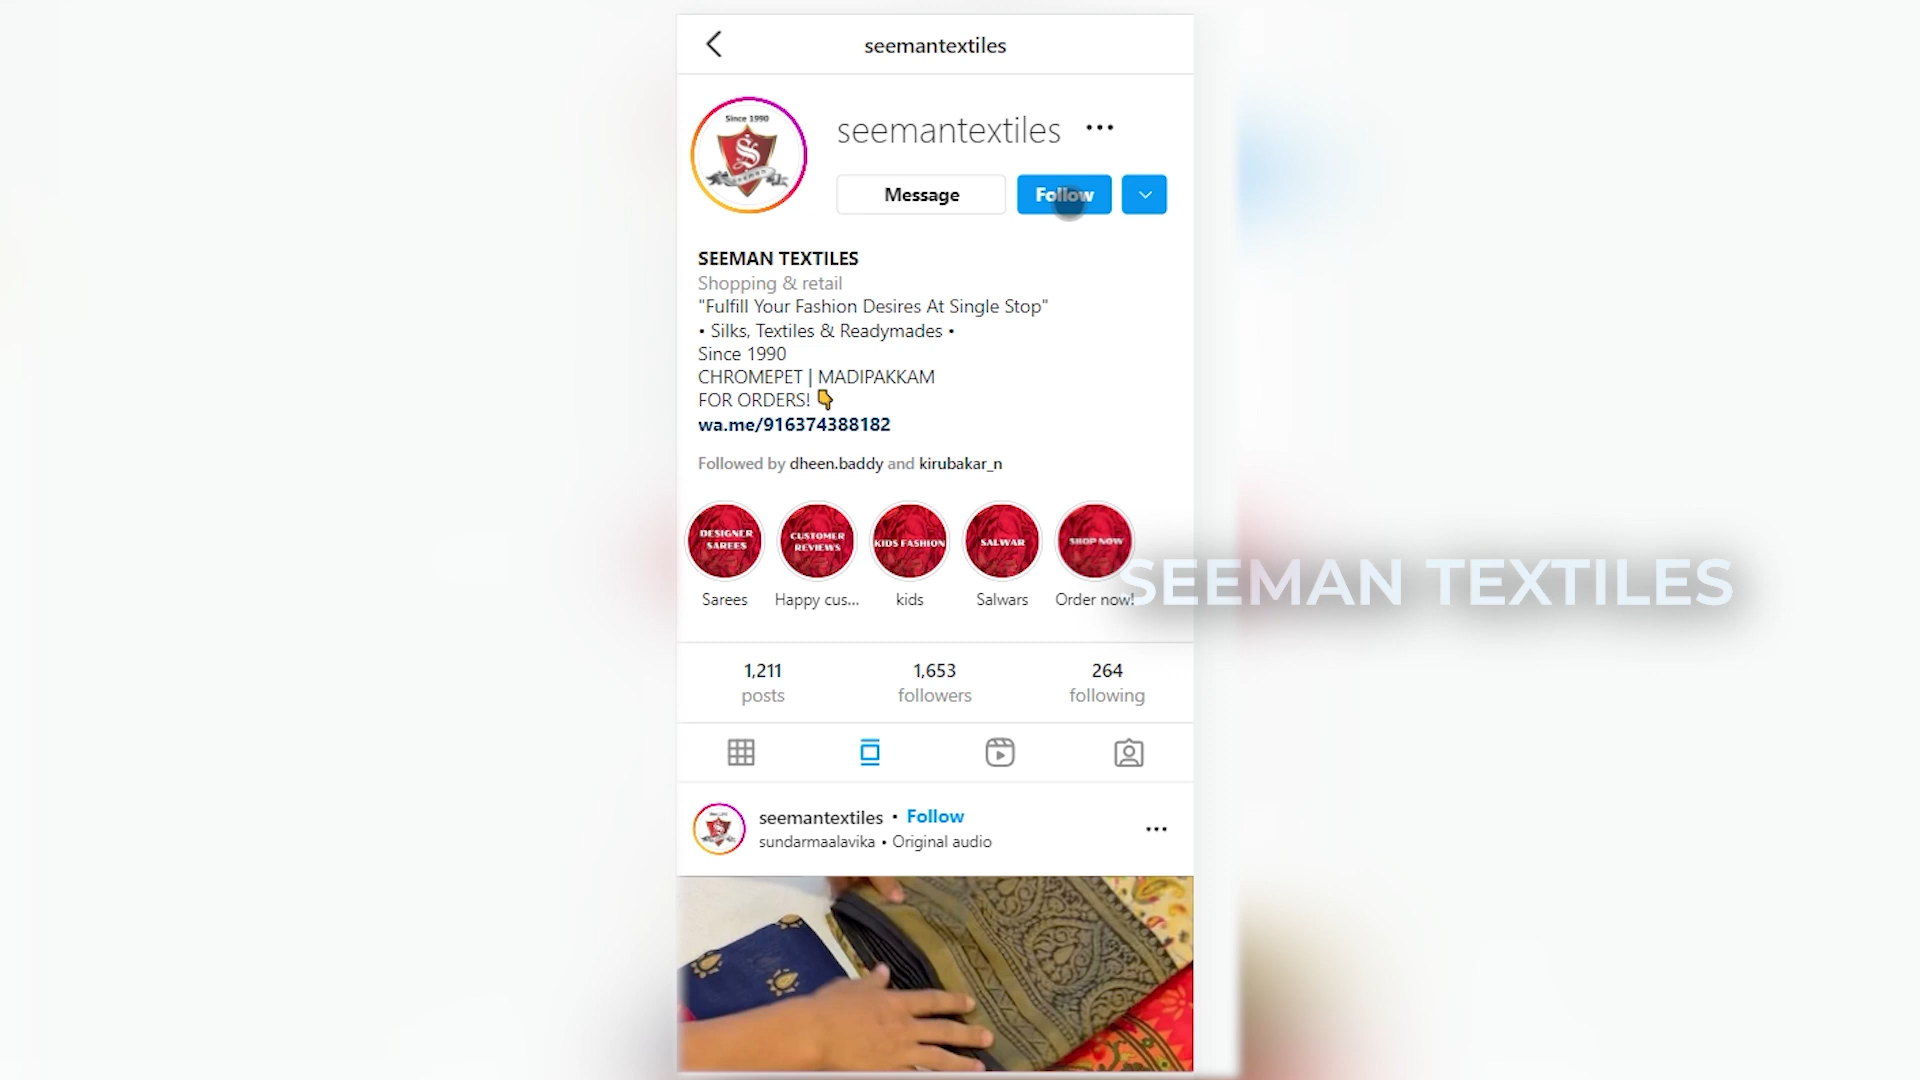 seemantextiles
Since 1990
S
seemantextiles
Message
Follow
SEEMAN TEXTILES
Shopping & retail
"Fulfill Your Fashion Desires At Single Stop"
• Silks, Textiles & Readymades •
Since 1990
CHROMEPET | MADIPAKKAM
FOR ORDERS! 👇
wa.me/916374388182
Followed by dheen.baddy and kirubakar_n
DESIGNER SAREES
CUSTOMER REVIEWS
KIDS FASHION
SALWAR
SHOP NOW
Sarees
Happy cus...
kids
Salwars
Order now!
SEEMAN TEXTILES
1,211
1,653
264
posts
followers
following
seemantextiles • Follow
sundarmaalavika • Original audio